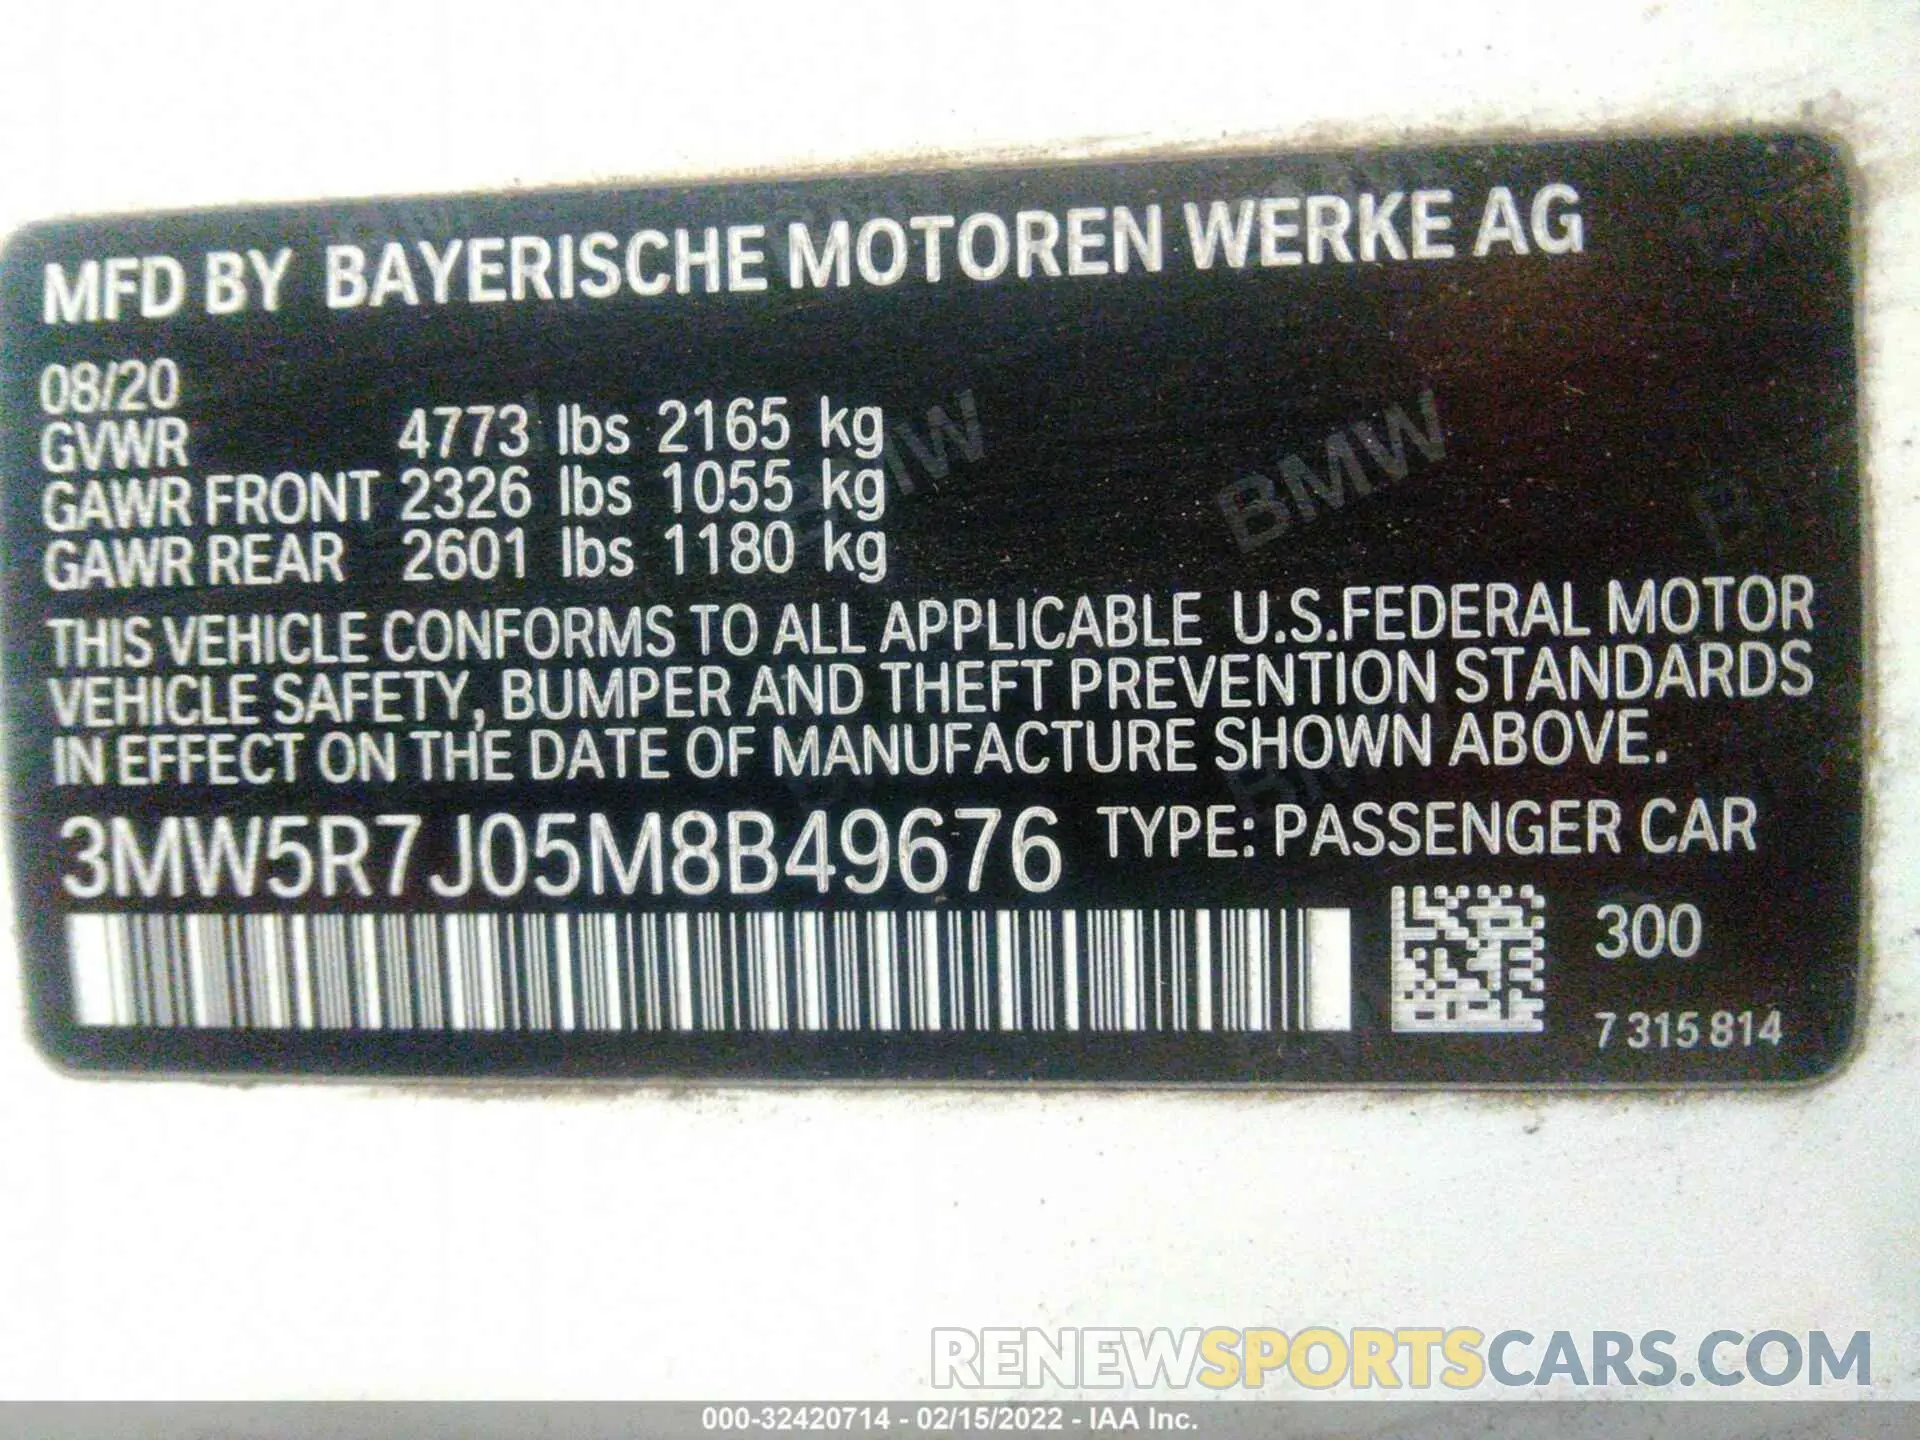 MFD BY BAYERISCHE MOTOREN WERKE AG
08/20
GVWR 4773 lbs 2165 kg
GAWR FRONT 2326 lbs 1055 kg
GAWR REAR 2601 lbs 1180 kg
THIS VEHICLE CONFORMS TO ALL APPLICABLE U.S.FEDERAL MOTOR
VEHICLE SAFETY, BUMPER AND THEFT PREVENTION STANDARDS
IN EFFECT ON THE DATE OF MANUFACTURE SHOWN ABOVE.
3MW5R7J05M8B49676 TYPE: PASSENGER CAR
300
7 315 814
BMW
BMW
RENEWSPORTSCARS.COM
000-32420714 - 02/15/2022 - IAA Inc.